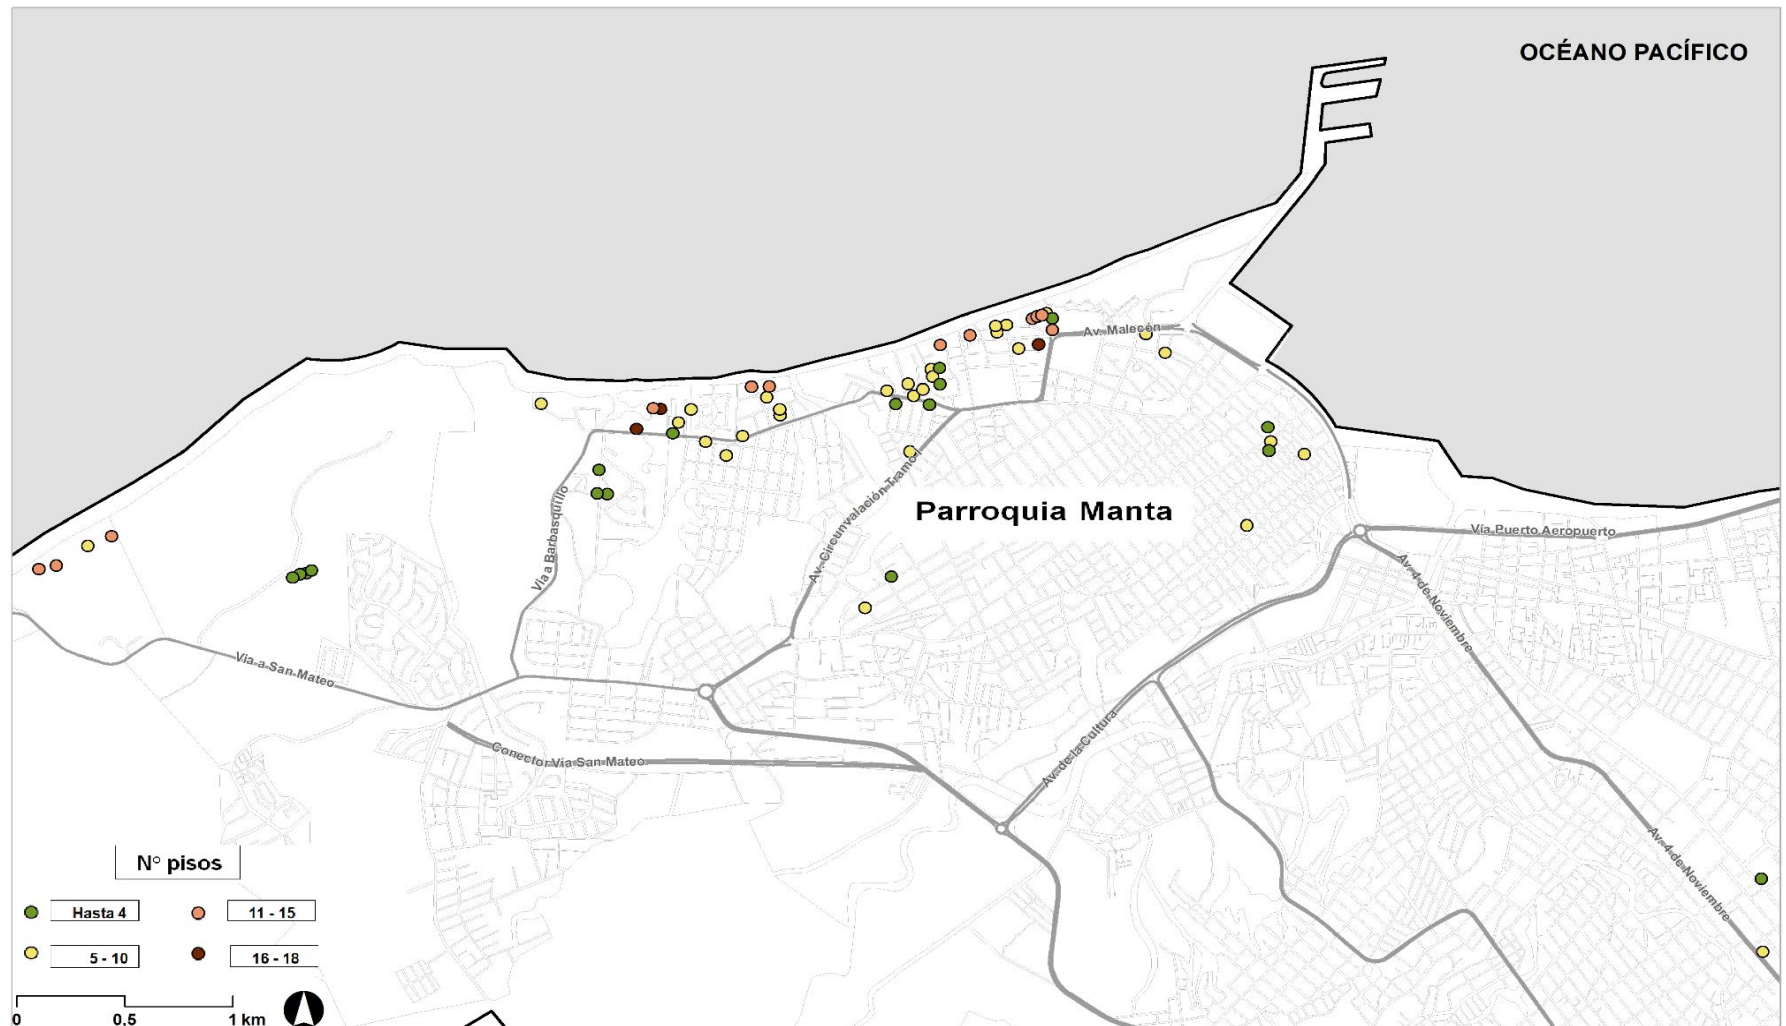 OCÉANO PACÍFICO
Av. Malecón
Parroquia Manta
Vía a Barbasquillo
Av. Circunvalación Tramo I
Vía Puerto Aeropuerto
Av. 4 de Noviembre
Via a San Mateo
Conector Vía San Mateo
Av. de la Cultura
Av. 4 de Noviembre
N° pisos
Hasta 4
11 - 15
5 - 10
16 - 18
0 0,5 1 km